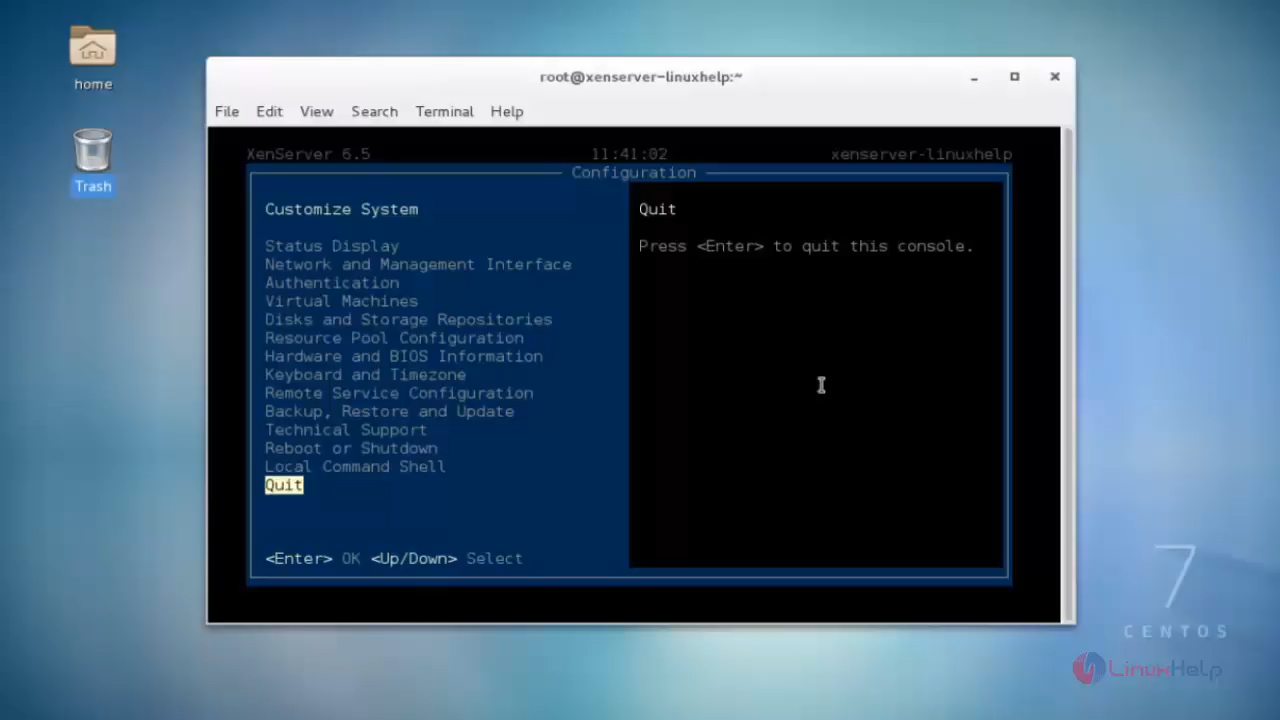 home
Trash
root@xenserver-linuxhelp:~
File Edit View Search Terminal Help
XenServer 6.5 11:41:02 xenserver-linuxhelp
Configuration
Customize System
Status Display
Network and Management Interface
Authentication
Virtual Machines
Disks and Storage Repositories
Resource Pool Configuration
Hardware and BIOS Information
Keyboard and Timezone
Remote Service Configuration
Backup, Restore and Update
Technical Support
Reboot or Shutdown
Local Command Shell
Quit
<Enter> OK <Up/Down> Select
Quit
Press <Enter> to quit this console.
7
CENTOS
LinuxHelp